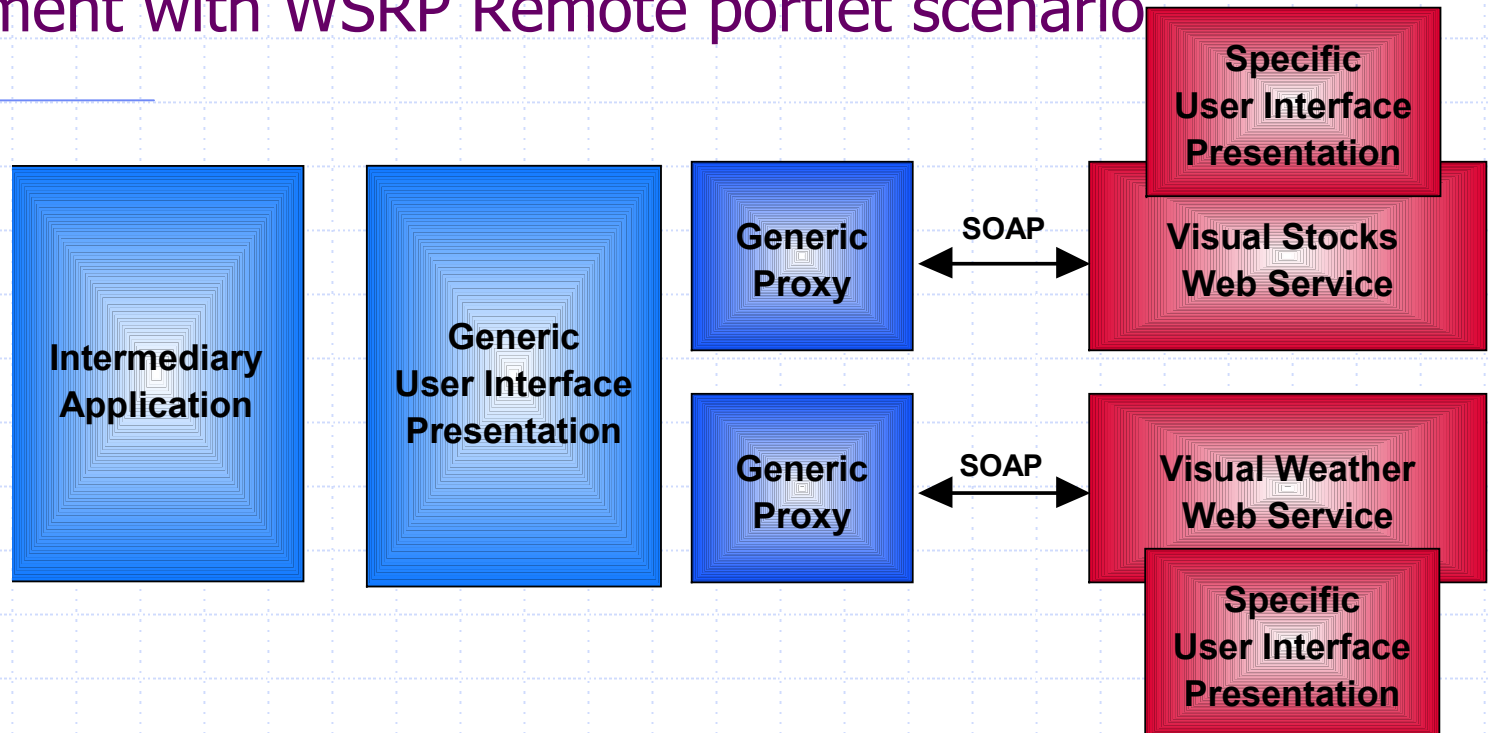 ment with WSRP Remote portlet scenario
Specific
User Interface
Presentation
Intermediary
Application
Generic
User Interface
Presentation
Generic
Proxy
SOAP
Visual Stocks
Web Service
Generic
Proxy
SOAP
Visual Weather
Web Service
Specific
User Interface
Presentation